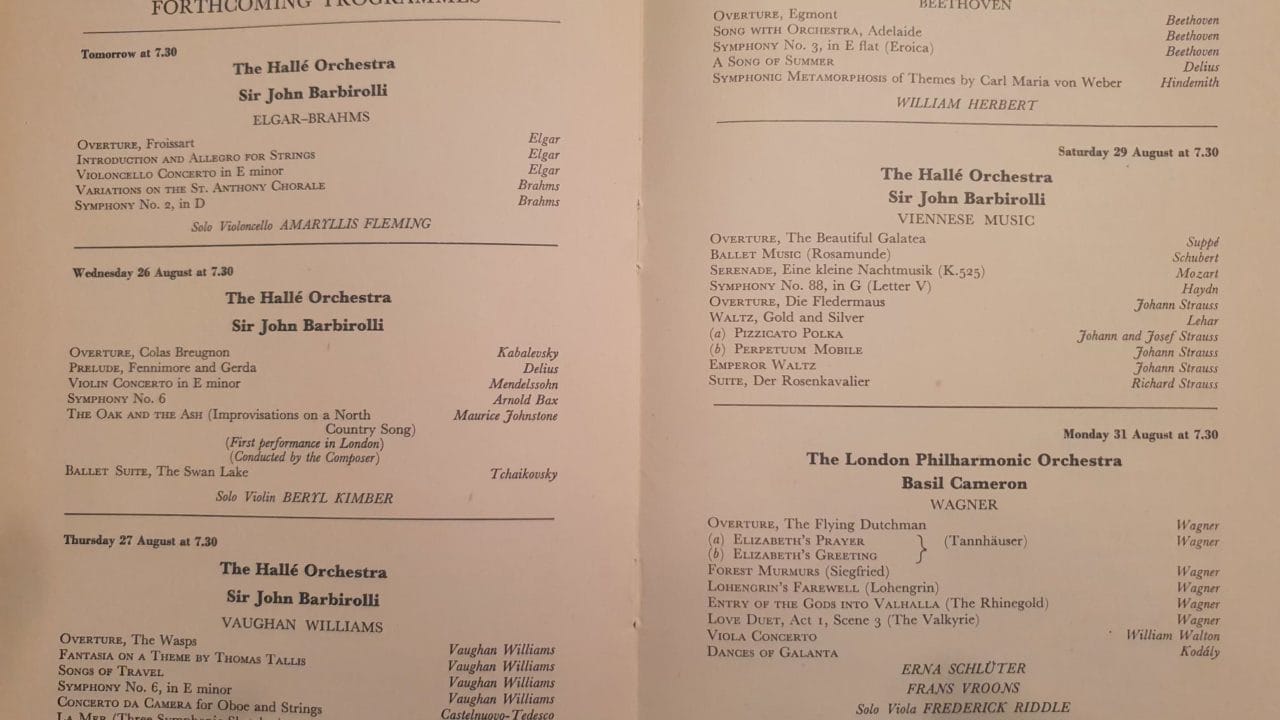 FORTHCOMING PROGRAMMES
Tomorrow at 7.30
The Hallé Orchestra
Sir John Barbirolli
ELGAR–BRAHMS
OVERTURE, Froissart Elgar
INTRODUCTION AND ALLEGRO FOR STRINGS Elgar
VIOLONCELLO CONCERTO in E minor Elgar
VARIATIONS ON THE ST. ANTHONY CHORALE Brahms
SYMPHONY NO. 2, in D Brahms
Solo Violoncello AMARYLLIS FLEMING
Wednesday 26 August at 7.30
The Hallé Orchestra
Sir John Barbirolli
OVERTURE, Colas Breugnon Kabalevsky
PRELUDE, Fennimore and Gerda Delius
VIOLIN CONCERTO in E minor Mendelssohn
SYMPHONY NO. 6 Arnold Bax
THE OAK AND THE ASH (Improvisations on a North Maurice Johnstone
Country Song)
(First performance in London)
(Conducted by the Composer)
BALLET SUITE, The Swan Lake Tchaikovsky
Solo Violin BERYL KIMBER
Thursday 27 August at 7.30
The Hallé Orchestra
Sir John Barbirolli
VAUGHAN WILLIAMS
OVERTURE, The Wasps Vaughan Williams
FANTASIA ON A THEME BY THOMAS TALLIS Vaughan Williams
SONGS OF TRAVEL Vaughan Williams
SYMPHONY NO. 6, in E minor Vaughan Williams
CONCERTO DA CAMERA for Oboe and Strings Castelnuovo-Tedesco
LA MER (Three Symphonic
BEETHOVEN
OVERTURE, Egmont Beethoven
SONG WITH ORCHESTRA, Adelaide Beethoven
SYMPHONY NO. 3, in E flat (Eroica) Beethoven
A SONG OF SUMMER Delius
SYMPHONIC METAMORPHOSIS of Themes by Carl Maria von Weber Hindemith
WILLIAM HERBERT
Saturday 29 August at 7.30
The Hallé Orchestra
Sir John Barbirolli
VIENNESE MUSIC
OVERTURE, The Beautiful Galatea Suppé
BALLET MUSIC (Rosamunde) Schubert
SERENADE, Eine kleine Nachtmusik (K.525) Mozart
SYMPHONY NO. 88, in G (Letter V) Haydn
OVERTURE, Die Fledermaus Johann Strauss
WALTZ, Gold and Silver Lehar
(a) PIZZICATO POLKA Johann and Josef Strauss
(b) PERPETUUM MOBILE Johann Strauss
EMPEROR WALTZ Johann Strauss
SUITE, Der Rosenkavalier Richard Strauss
Monday 31 August at 7.30
The London Philharmonic Orchestra
Basil Cameron
WAGNER
OVERTURE, The Flying Dutchman Wagner
(a) ELIZABETH'S PRAYER (Tannhäuser) Wagner
(b) ELIZABETH'S GREETING
FOREST MURMURS (Siegfried) Wagner
LOHENGRIN'S FAREWELL (Lohengrin) Wagner
ENTRY OF THE GODS INTO VALHALLA (The Rhinegold) Wagner
LOVE DUET, Act 1, Scene 3 (The Valkyrie) Wagner
VIOLA CONCERTO William Walton
DANCES OF GALANTA Kodály
ERNA SCHLÜTER
FRANS VROONS
Solo Viola FREDERICK RIDDLE